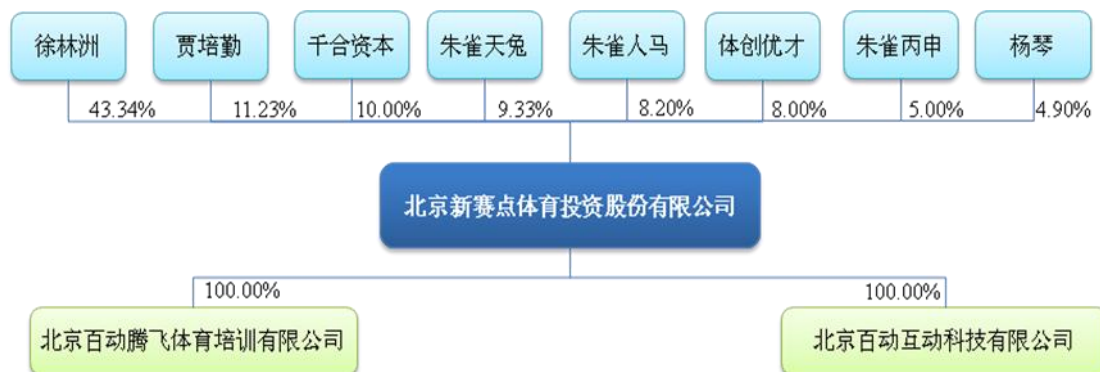 徐林洲
贾培勤
千合资本
朱雀天兔
朱雀人马
体创优才
朱雀丙申
杨琴
43.34%
11.23%
10.00%
9.33%
8.20%
8.00%
5.00%
4.90%
北京新赛点体育投资股份有限公司
100.00%
100.00%
北京百动腾飞体育培训有限公司
北京百动互动科技有限公司